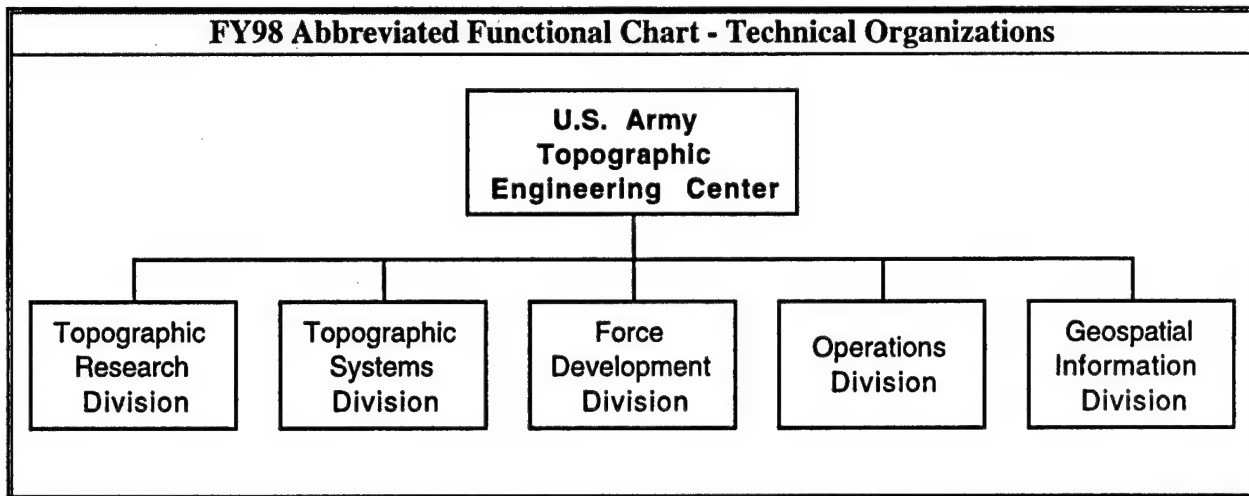 FY98 Abbreviated Functional Chart - Technical Organizations
U.S. Army
Topographic
Engineering Center
Topographic
Research
Division
Topographic
Systems
Division
Force
Development
Division
Operations
Division
Geospatial
Information
Division